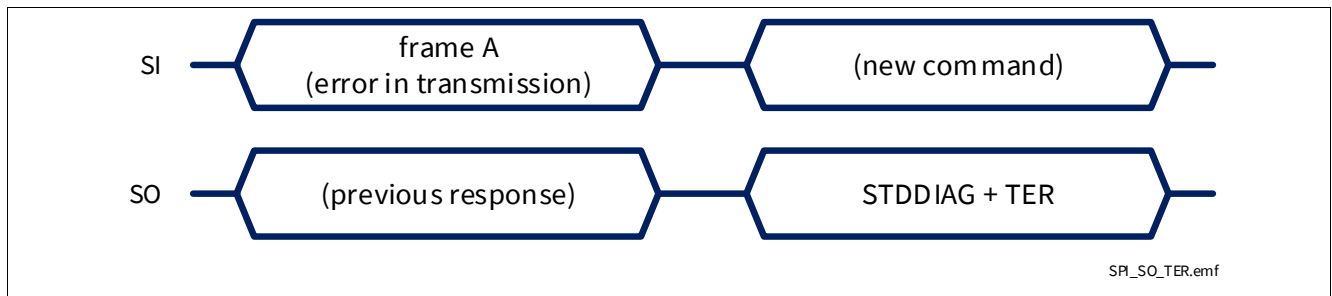 SI
frame A
(error in transmission)
(new command)
SO
(previous response)
STDDIAG + TER
SPI_SO_TER.emf